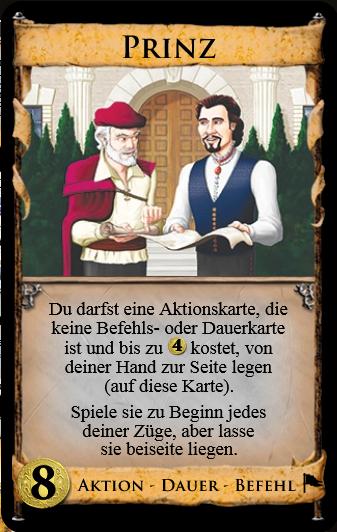 PRINZ
Du darfst eine Aktionskarte, die
keine Befehls- oder Dauerkarte
ist und bis zu 4 kostet, von
deiner Hand zur Seite legen
(auf diese Karte).
Spiele sie zu Beginn jedes
deiner Züge, aber lasse
sie beiseite liegen.
8 AKTION - DAUER - BEFEHL